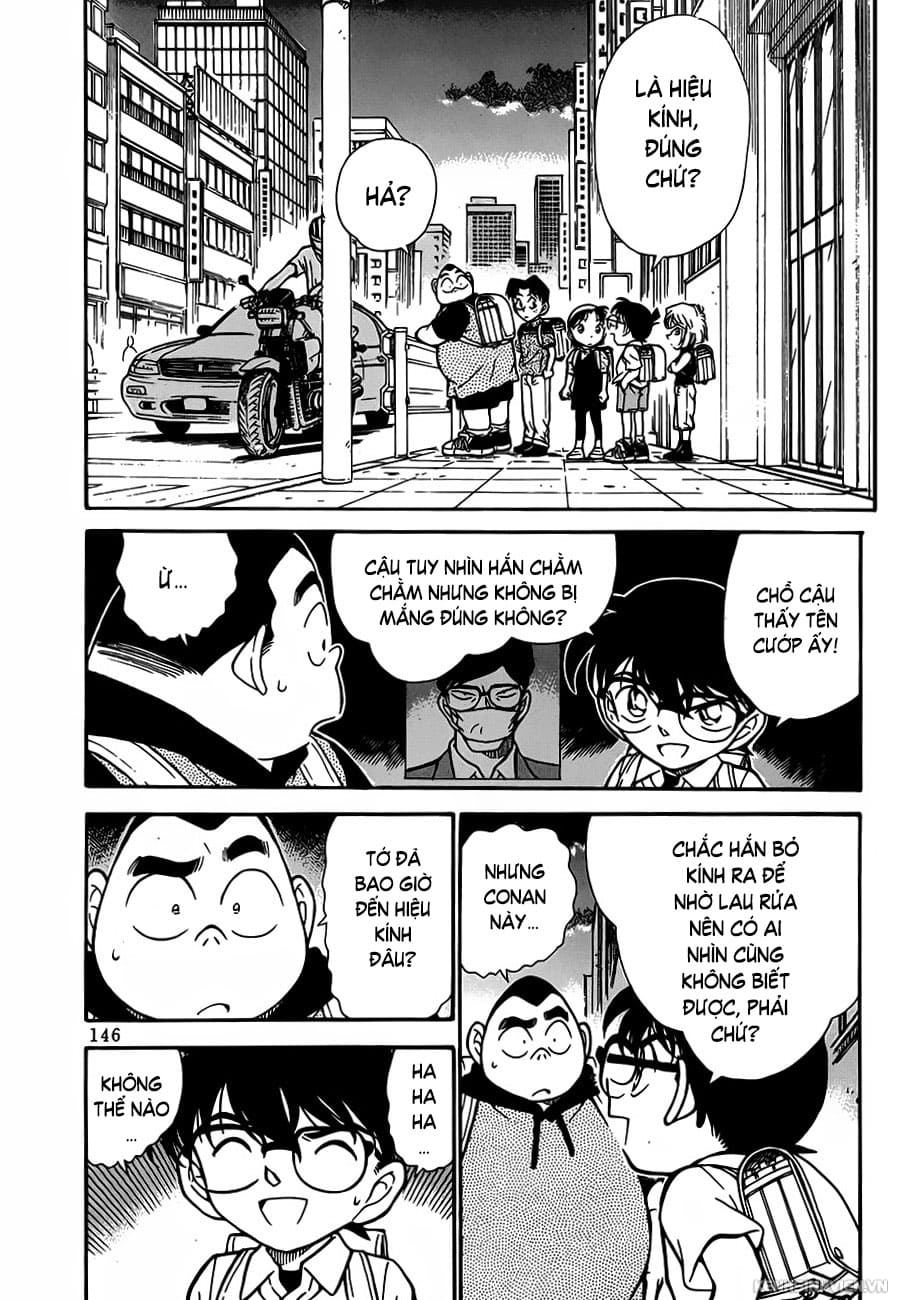 LÀ HIỆU
KÍNH,
ĐÚNG
CHỨ?
HẢ?
CHỖ CẬU
THẤY TÊN
CƯỚP ẤY!
CẬU TUY NHÌN HẮN CHẰM
CHẰM NHƯNG KHÔNG BỊ
MẮNG ĐÚNG KHÔNG?
Ừ...
CHẮC HẮN BỎ
KÍNH RA ĐỂ
NHỜ LAU RỬA
NÊN CÓ AI
NHÌN CŨNG
KHÔNG BIẾT
ĐƯỢC, PHẢI
CHỨ?
NHƯNG
CONAN
NÀY...
TỚ ĐÃ
BAO GIỜ
ĐẾN HIỆU
KÍNH
ĐÂU?
146
HA
HA
HA
KHÔNG
THỂ NÀO
...